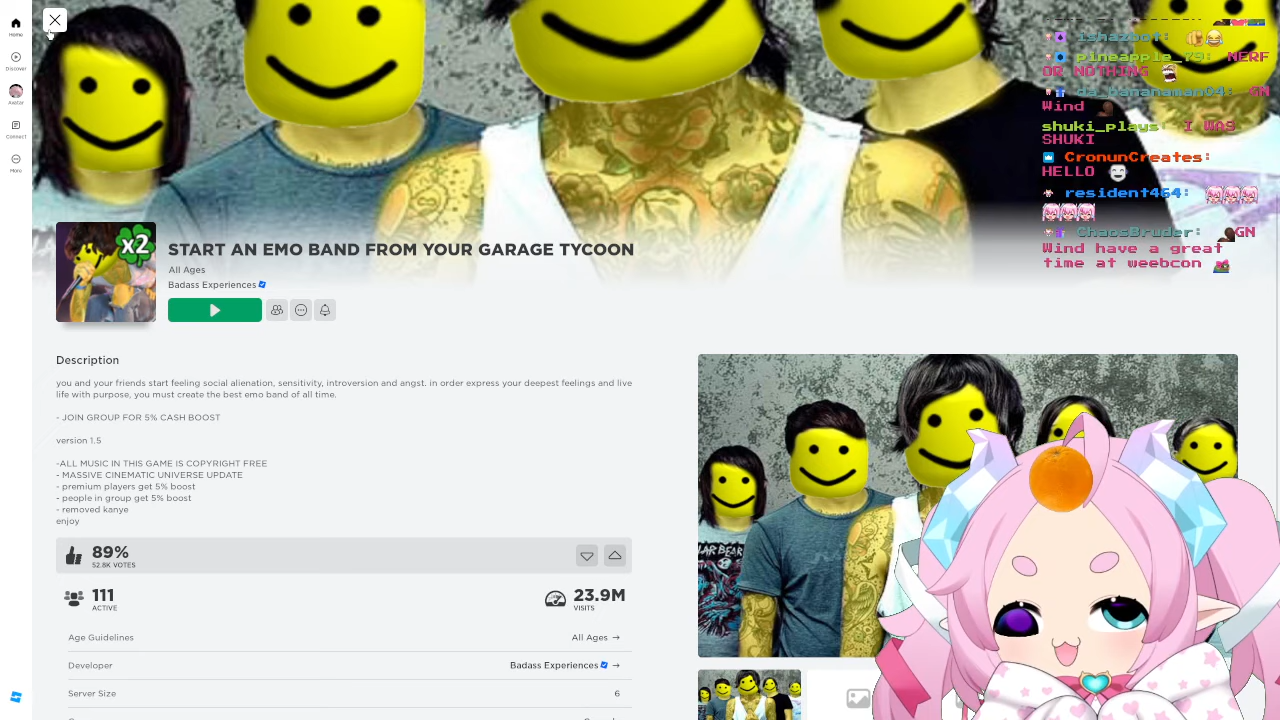 Home
Discover
Avatar
Connect
More
x2
START AN EMO BAND FROM YOUR GARAGE TYCOON
All Ages
Badass Experiences
Description
you and your friends start feeling social alienation, sensitivity, introversion and angst. in order express your deepest feelings and live
life with purpose, you must create the best emo band of all time.
- JOIN GROUP FOR 5% CASH BOOST
version 1.5
-ALL MUSIC IN THIS GAME IS COPYRIGHT FREE
- MASSIVE CINEMATIC UNIVERSE UPDATE
- premium players get 5% boost
- people in group get 5% boost
- removed kanye
enjoy
89%
52.8K VOTES
111
ACTIVE
23.9M
VISITS
Age Guidelines
All Ages →
Developer
Badass Experiences →
Server Size
6
ishazbot:
pineapple_79: NERF
OR NOTHING
da_bananaman04: GN
Wind
shuki_plays: I WAS
SHUKI
CronunCreates:
HELLO
resident464:
ChaosBruder: GN
Wind have a great
time at weebcon